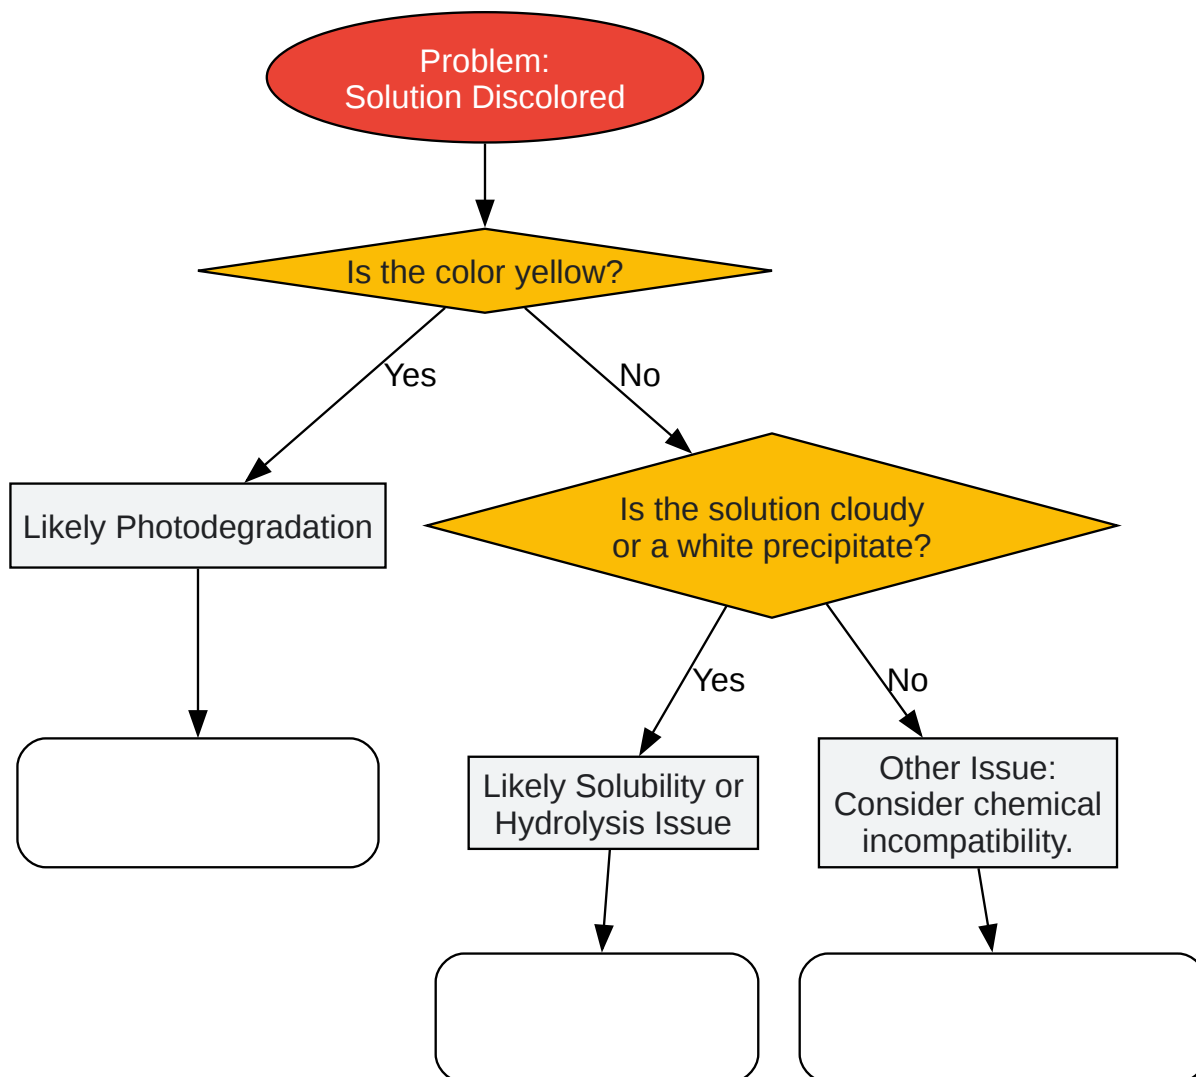 Problem:
Solution Discolored
Is the color yellow?
Yes
No
Likely Photodegradation
Is the solution cloudy
or a white precipitate?
Yes
No
Likely Solubility or
Hydrolysis Issue
Other Issue:
Consider chemical
incompatibility.